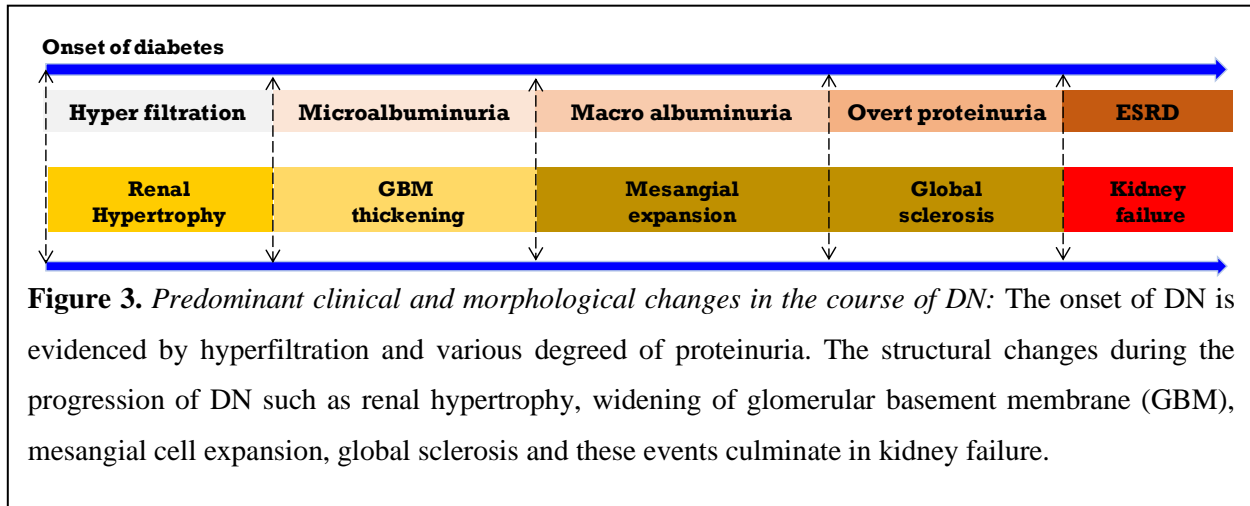 Onset of diabetes
Hyper filtration Microalbuminuria Macro albuminuria Overt proteinuria ESRD
Renal GBM Mesangial Global Kidney
Hypertrophy thickening expansion sclerosis failure
Figure 3. Predominant clinical and morphological changes in the course of DN: The onset of DN is
evidenced by hyperfiltration and various degreed of proteinuria. The structural changes during the
progression of DN such as renal hypertrophy, widening of glomerular basement membrane (GBM),
mesangial cell expansion, global sclerosis and these events culminate in kidney failure.